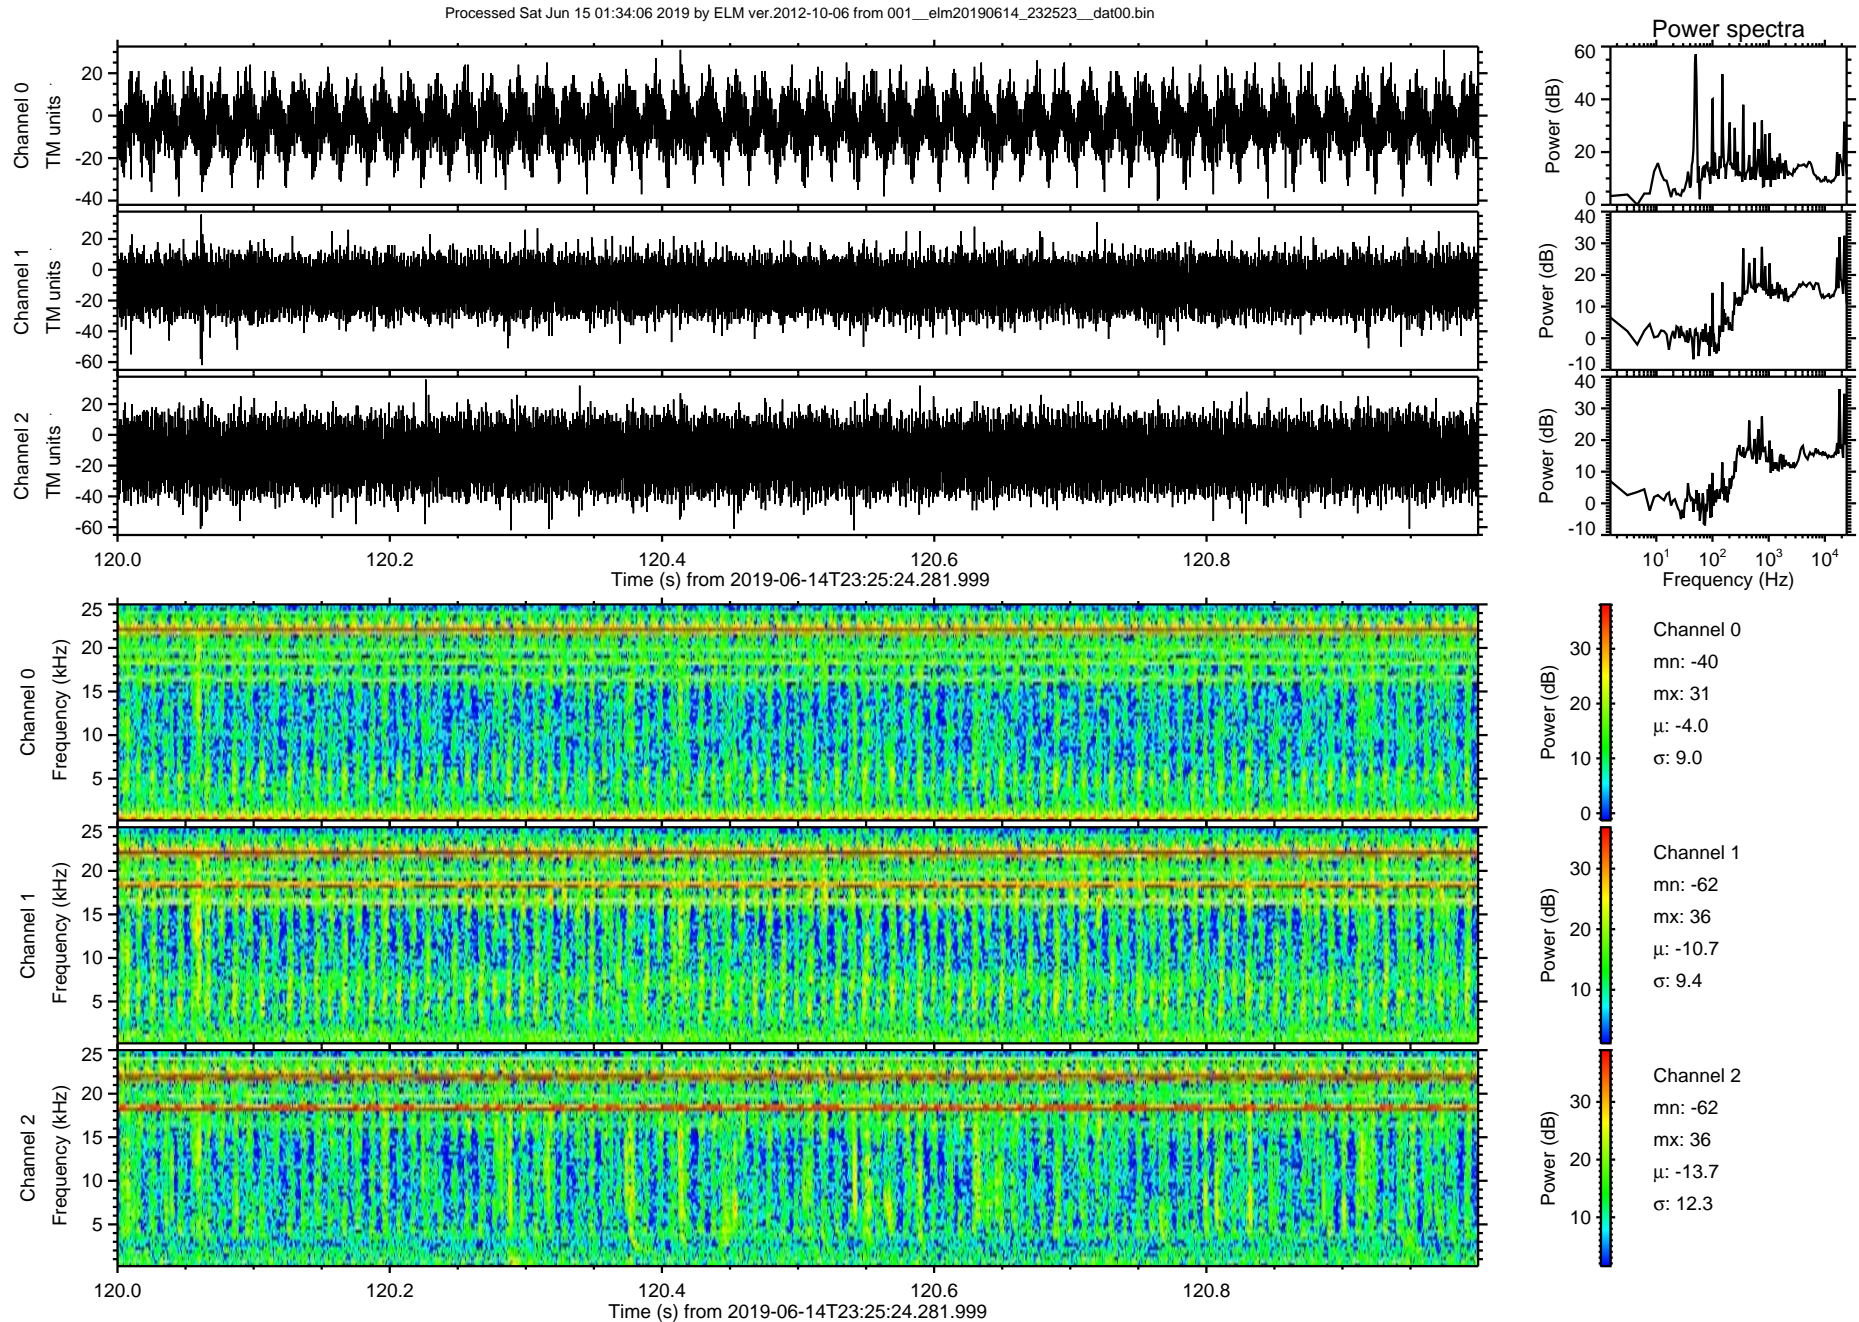 Processed Sat Jun 15 01:34:06 2019 by ELM ver.2012-10-06 from 001__elm20190614_232523__dat00.bin
Power spectra
Channel 0
TM units
20
0
-20
-40
Power (dB)
60
40
20
0
Channel 1
TM units
20
0
-20
-40
-60
Power (dB)
40
30
20
10
0
-10
Channel 2
TM units
20
0
-20
-40
-60
Power (dB)
40
30
20
10
0
-10
120.0 120.2 120.4 120.6 120.8
Time (s) from 2019-06-14T23:25:24.281.999
10¹ 10² 10³ 10⁴
Frequency (Hz)
Channel 0
Frequency (kHz)
25
20
15
10
5
Power (dB)
30
20
10
0
Channel 0
mn: -40
mx: 31
μ: -4.0
σ: 9.0
Channel 1
Frequency (kHz)
25
20
15
10
5
Power (dB)
30
20
10
Channel 1
mn: -62
mx: 36
μ: -10.7
σ: 9.4
Channel 2
Frequency (kHz)
25
20
15
10
5
Power (dB)
30
20
10
Channel 2
mn: -62
mx: 36
μ: -13.7
σ: 12.3
120.0 120.2 120.4 120.6 120.8
Time (s) from 2019-06-14T23:25:24.281.999